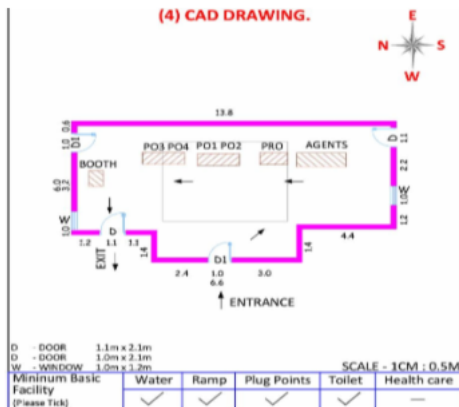 (4) CAD DRAWING.
E
N S
W
13.8
0.6
1.0
D1
6.0
3.2
W
1.0
BOOTH
PO3 PO4
PO1 PO2
PRO
AGENTS
D
1.1
2.2
W
1.0
1.2
D
1.2
1.1
1.3
EXIT
1.4
2.4
D1
1.0
6.6
3.0
1.4
4.4
ENTRANCE
D - DOOR 1.1m x 2.1m
D - DOOR 1.0m x 2.1m
W - WINDOW 1.0m x 1.2m
SCALE - 1CM : 0.5M
Mininum Basic Facility (Please Tick)
Water
Ramp
Plug Points
Toilet
Health care
✓ ✓ ✓ ✓ —